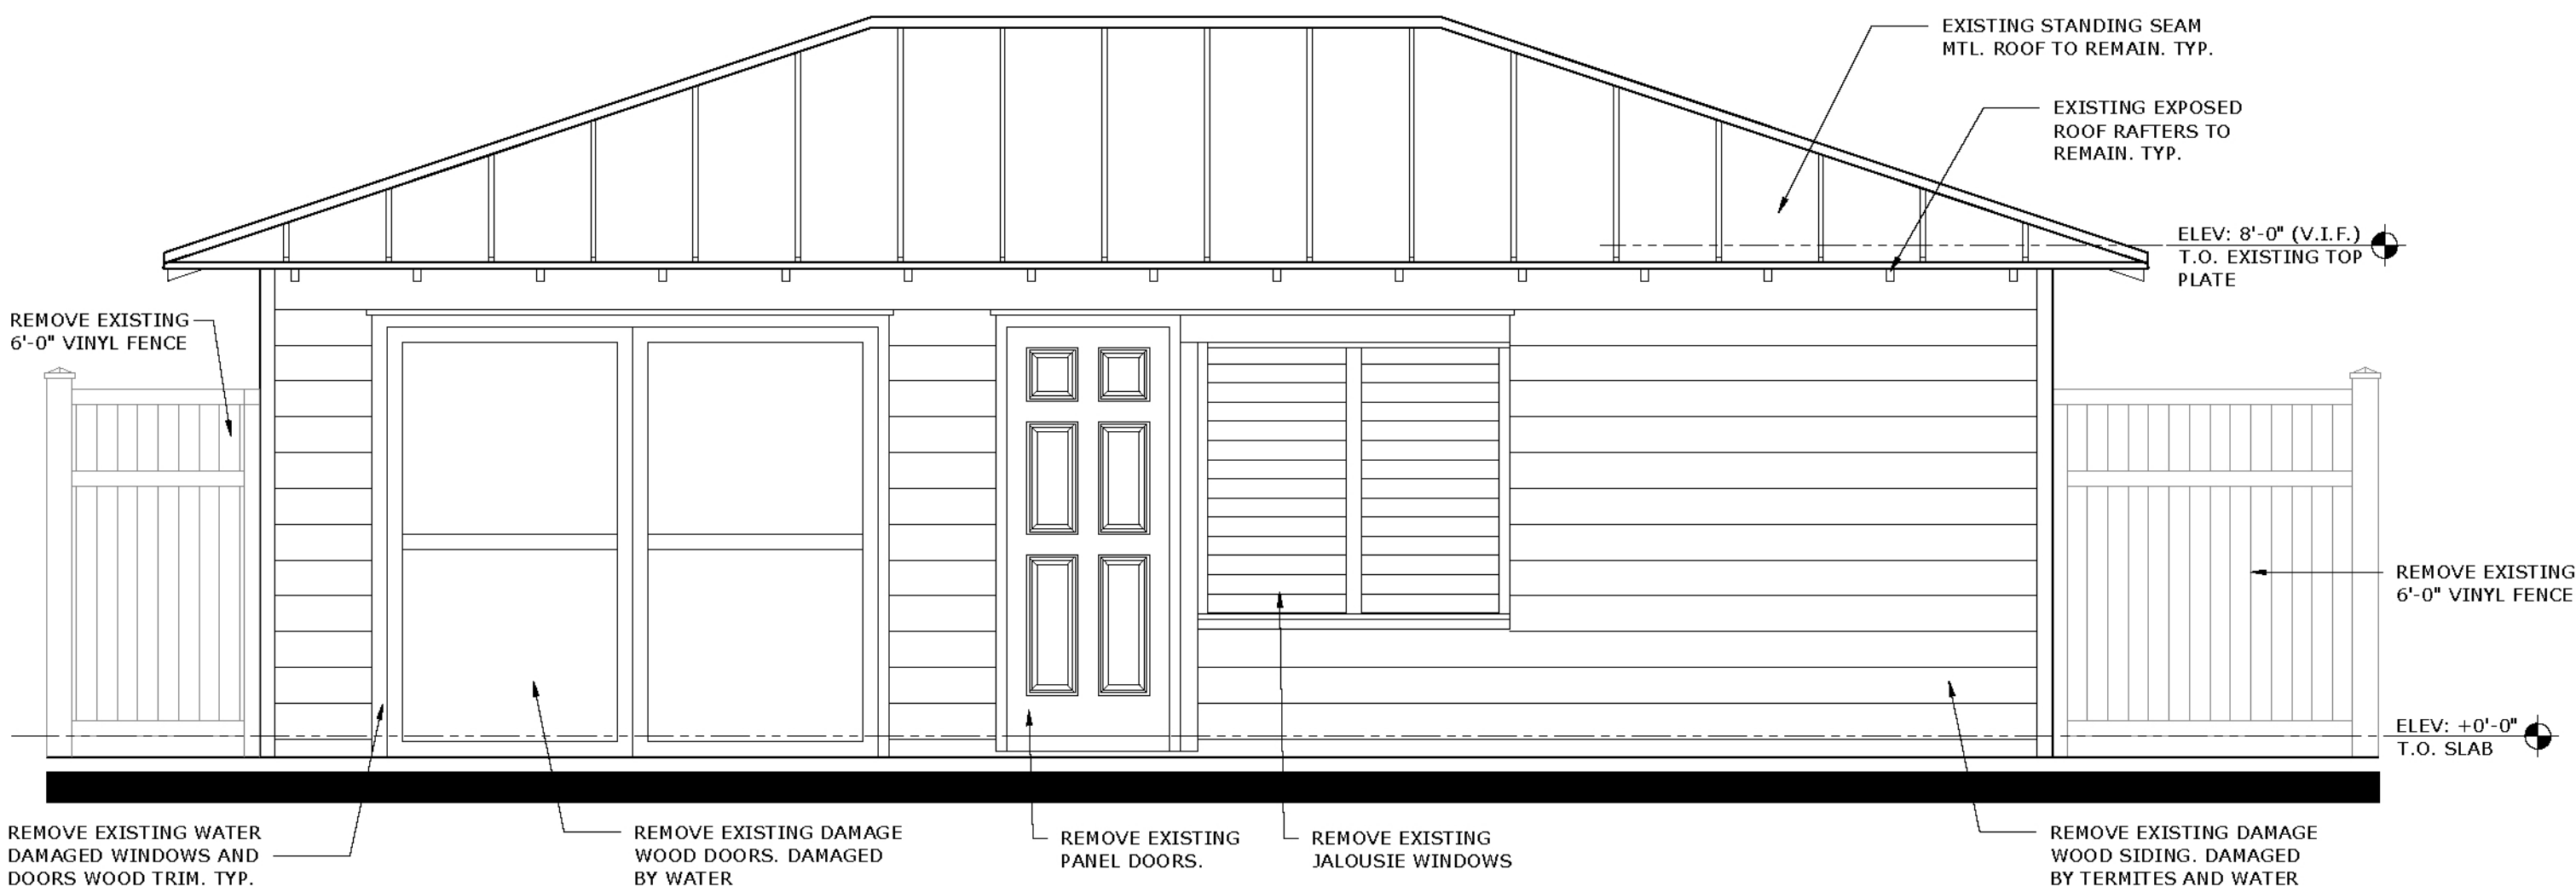 EXISTING STANDING SEAM
MTL. ROOF TO REMAIN. TYP.
EXISTING EXPOSED
ROOF RAFTERS TO
REMAIN. TYP.
ELEV: 8'-0" (V.I.F.)
T.O. EXISTING TOP
PLATE
REMOVE EXISTING
6'-0" VINYL FENCE
REMOVE EXISTING
6'-0" VINYL FENCE
ELEV: +0'-0"
T.O. SLAB
REMOVE EXISTING WATER
DAMAGED WINDOWS AND
DOORS WOOD TRIM. TYP.
REMOVE EXISTING DAMAGE
WOOD DOORS. DAMAGED
BY WATER
REMOVE EXISTING
PANEL DOORS.
REMOVE EXISTING
JALOUSIE WINDOWS
REMOVE EXISTING DAMAGE
WOOD SIDING. DAMAGED
BY TERMITES AND WATER